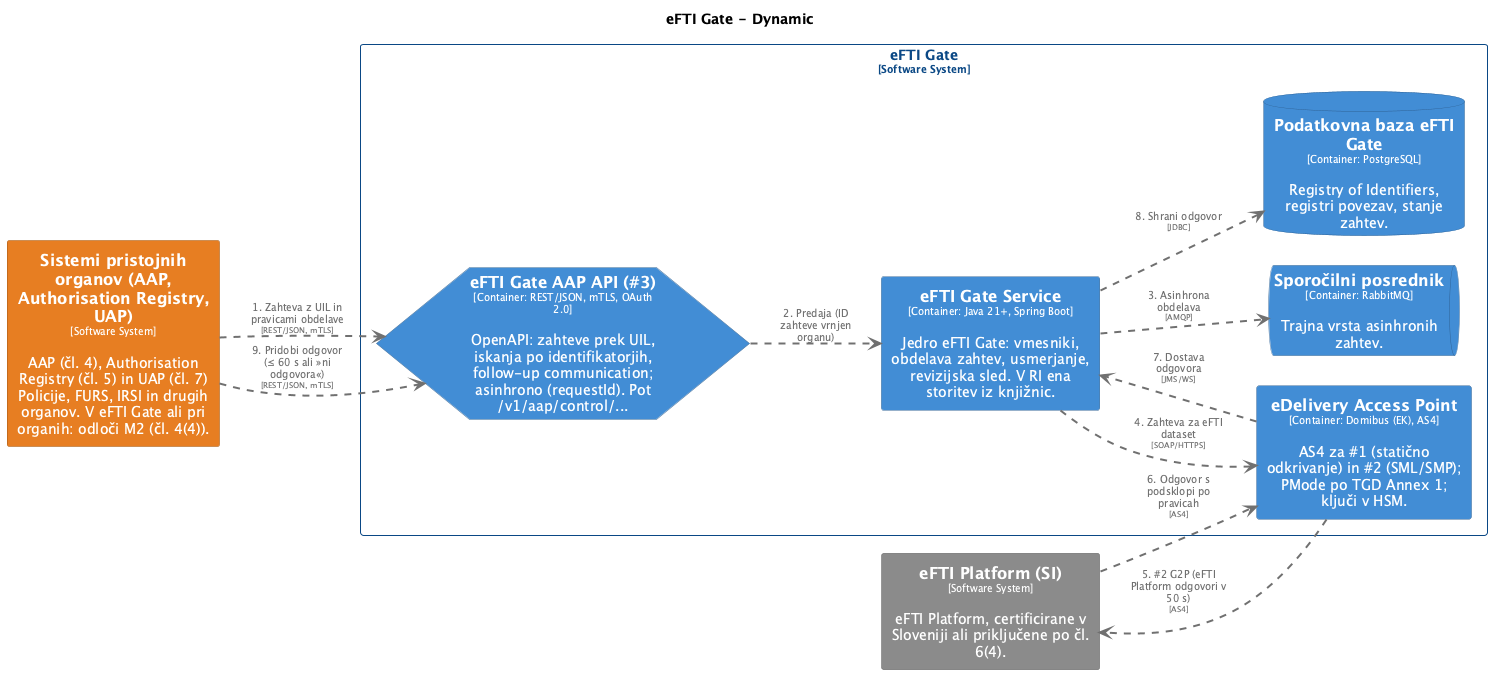 eFTI Gate – Dynamic
eFTI Gate
[Software System]
Sistemi pristojnih
organov (AAP,
Authorisation Registry,
UAP)
[Software System]
AAP (čl. 4), Authorisation
Registry (čl. 5) in UAP (čl. 7)
Policije, FURS, IRSI in drugih
organov. V eFTI Gate ali pri
organih: odloči M2 (čl. 4(4)).
1. Zahteva z UIL in
pravicami obdelave
[REST/JSON, mTLS]
9. Pridobi odgovor
(≤ 60 s ali »ni
odgovora«)
[REST/JSON, mTLS]
eFTI Gate AAP API (#3)
[Container: REST/JSON, mTLS, OAuth
2.0]
OpenAPI: zahteve prek UIL,
iskanja po identifikatorjih,
follow-up communication;
asinhrono (requestId). Pot
/v1/aap/control/...
2. Predaja (ID
zahteve vrnjen
organu)
eFTI Gate Service
[Container: Java 21+, Spring Boot]
Jedro eFTI Gate: vmesniki,
obdelava zahtev, usmerjanje,
revizijska sled. V RI ena
storitev iz knjižnic.
8. Shrani odgovor
[JDBC]
3. Asinhrona
obdelava
[AMQP]
7. Dostava
odgovora
[JMS/WS]
4. Zahteva za eFTI
dataset
[SOAP/HTTPS]
6. Odgovor s
podsklopi po
pravicah
[AS4]
5. #2 G2P (eFTI
Platform odgovori v
50 s)
[AS4]
Podatkovna baza eFTI
Gate
[Container: PostgreSQL]
Registry of Identifiers,
registri povezav, stanje
zahtev.
Sporočilni posrednik
[Container: RabbitMQ]
Trajna vrsta asinhronih
zahtev.
eDelivery Access Point
[Container: Domibus (EK), AS4]
AS4 za #1 (statično
odkrivanje) in #2 (SML/SMP);
PMode po TGD Annex 1;
ključi v HSM.
eFTI Platform (SI)
[Software System]
eFTI Platform, certificirane v
Sloveniji ali priključene po čl.
6(4).